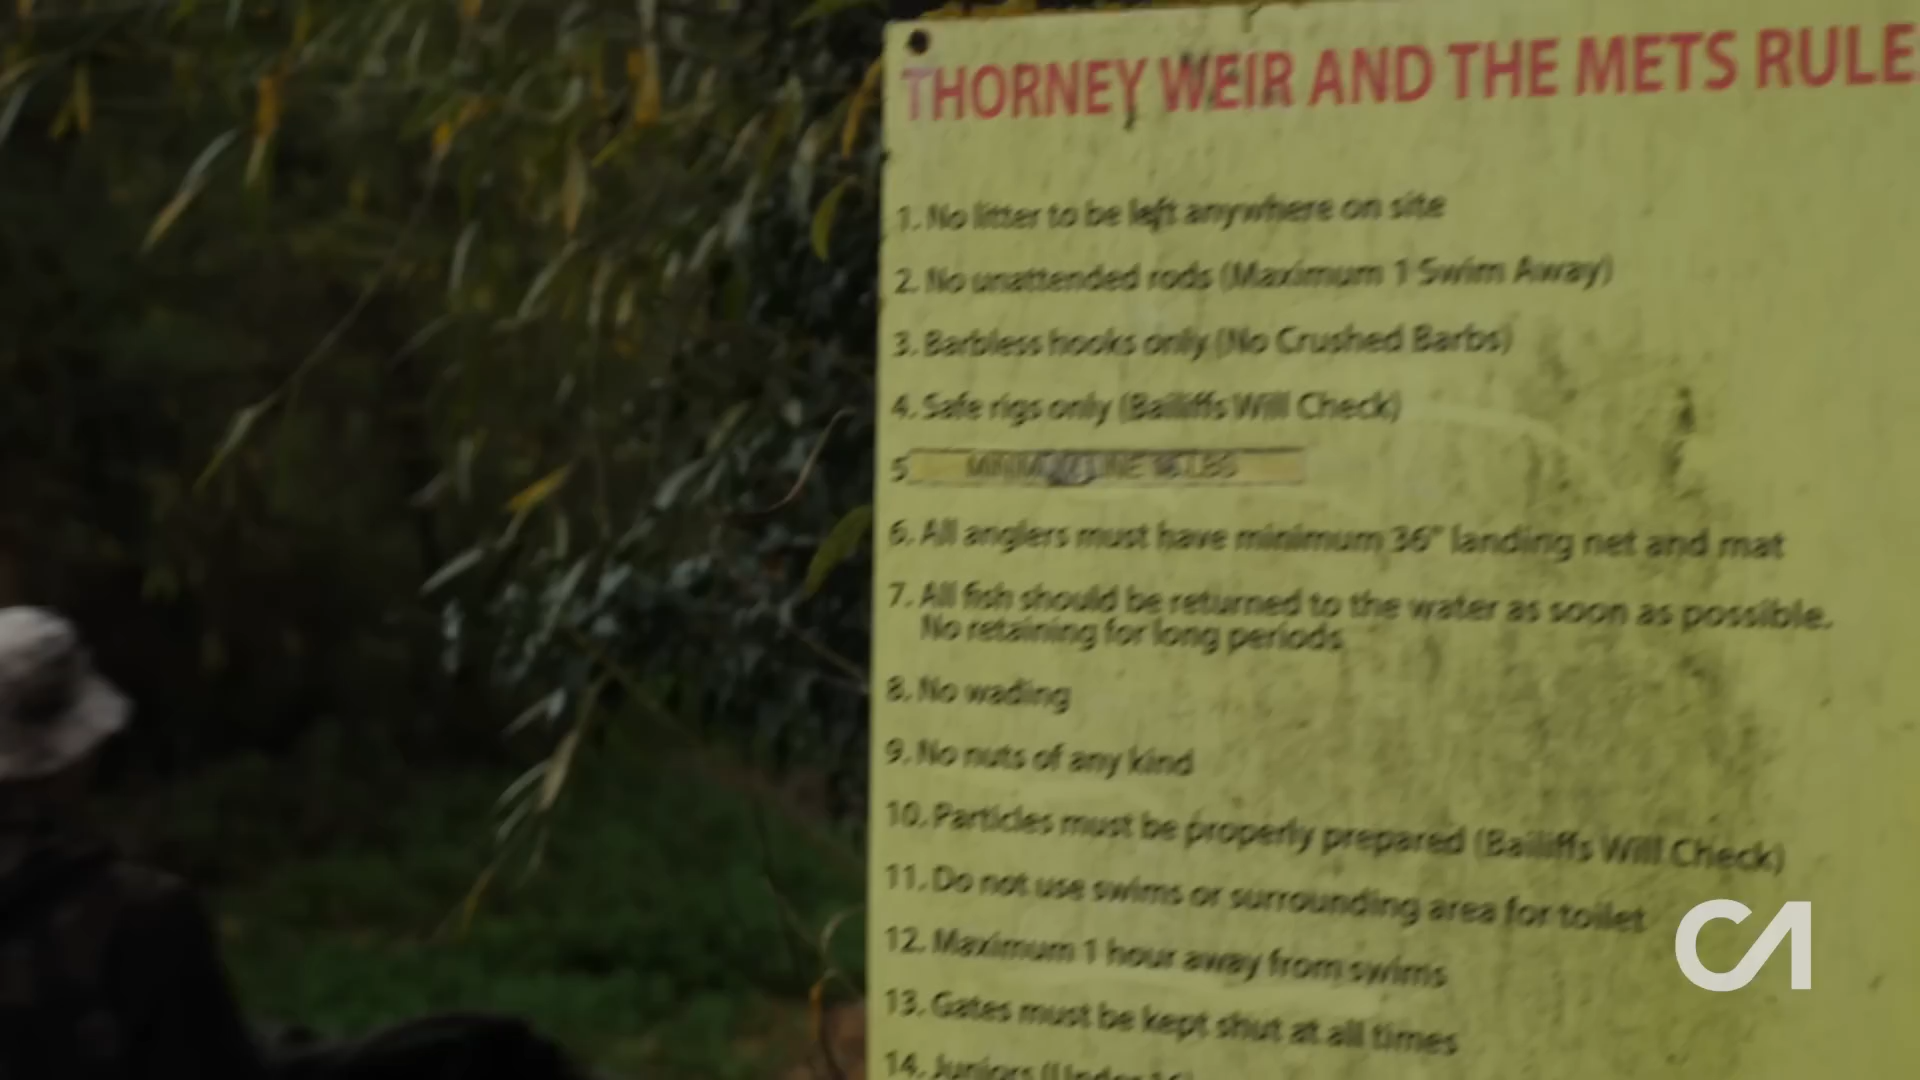 THORNEY WEIR AND THE METS RULE
1. No litter to be left anywhere on site
2. No unattended rods (Maximum 1 Swim Away)
3. Barbless hooks only (No Crushed Barbs)
4. Safe rigs only (Bailiffs Will Check)
5 LINE LBS
6. All anglers must have minimum 36" landing net and mat
7. All fish should be returned to the water as soon as possible.
No retaining for long periods
8. No wading
9. No nuts of any kind
10. Particles must be properly prepared (Bailiffs Will Check)
11. Do not use swims or surrounding area for toilet
12. Maximum 1 hour away from swims
13. Gates must be kept shut at all times
14. Juniors (Under 16)
CA